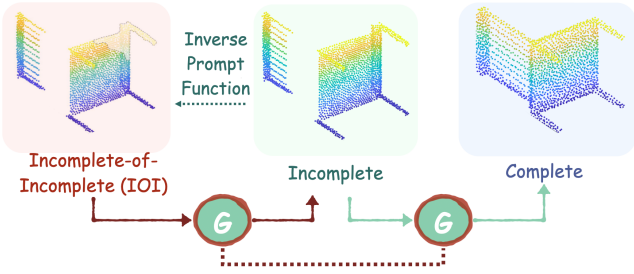 Inverse
Prompt
Function
Incomplete-of-
Incomplete (IOI)
Incomplete
Complete
G
G